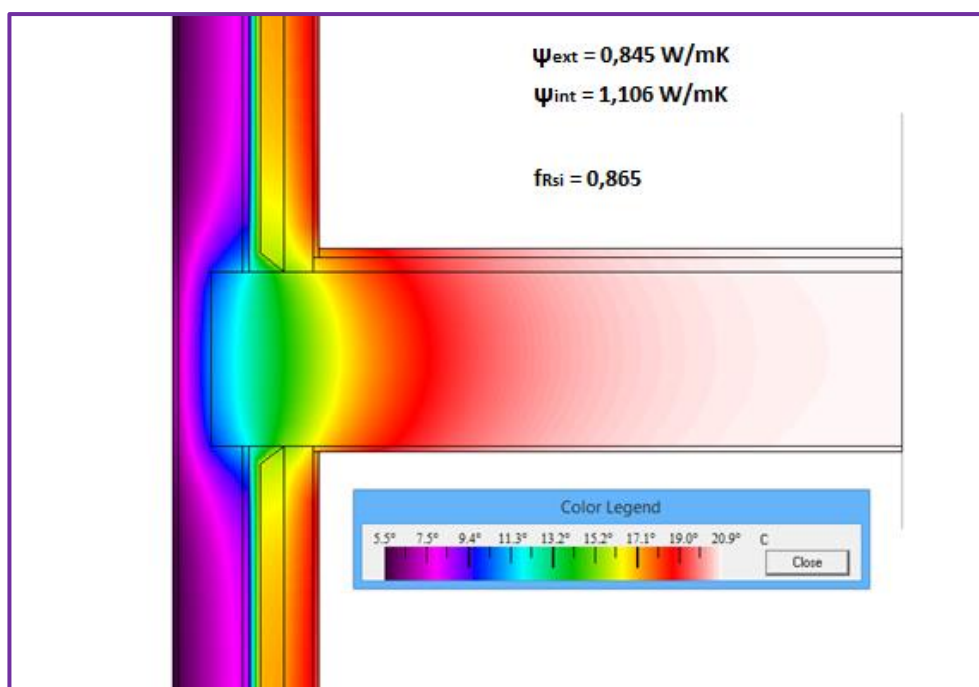 Ψext = 0,845 W/mK
Ψint = 1,106 W/mK
fRsi = 0,865
Color Legend
5.5° 7.5° 9.4° 11.3° 13.2° 15.2° 17.1° 19.0° 20.9° C
Close